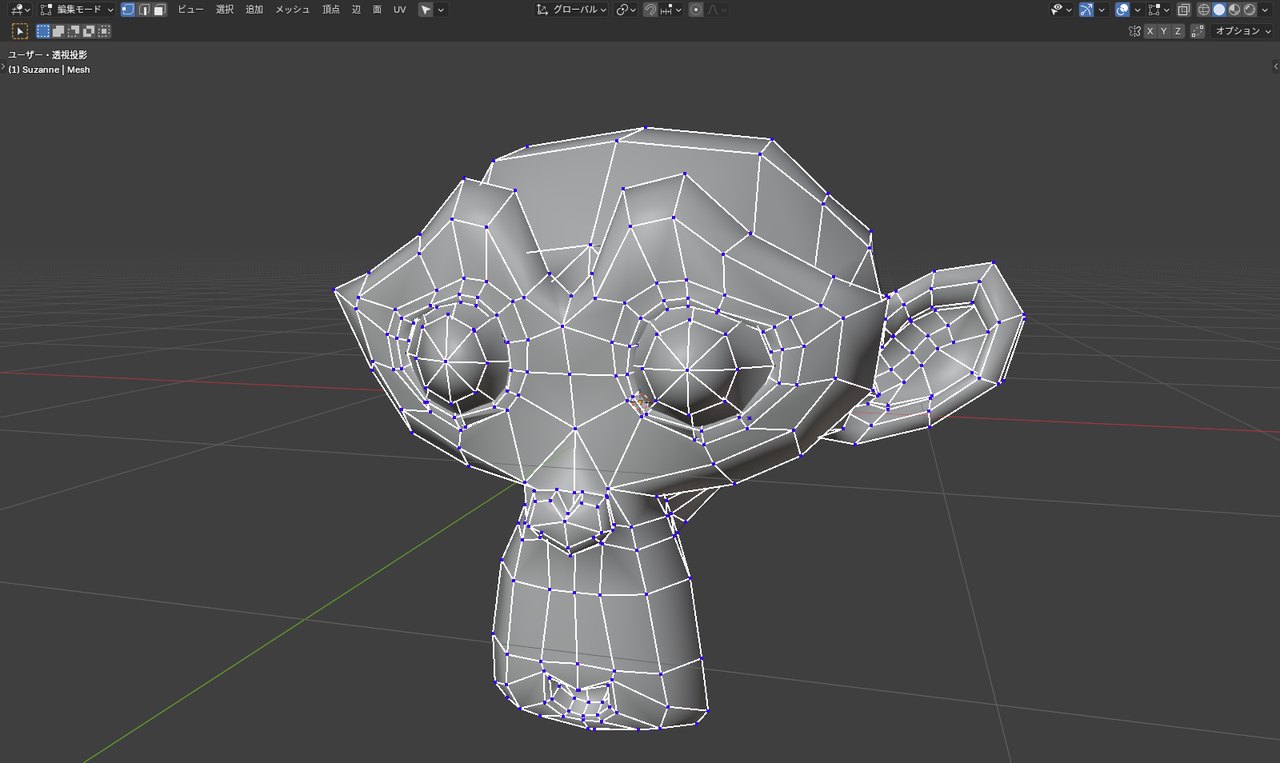 編集モード ビュー 選択 追加 メッシュ 頂点 辺 面 UV グローバル
X Y Z オプション
ユーザー・透視投影
(1) Suzanne | Mesh